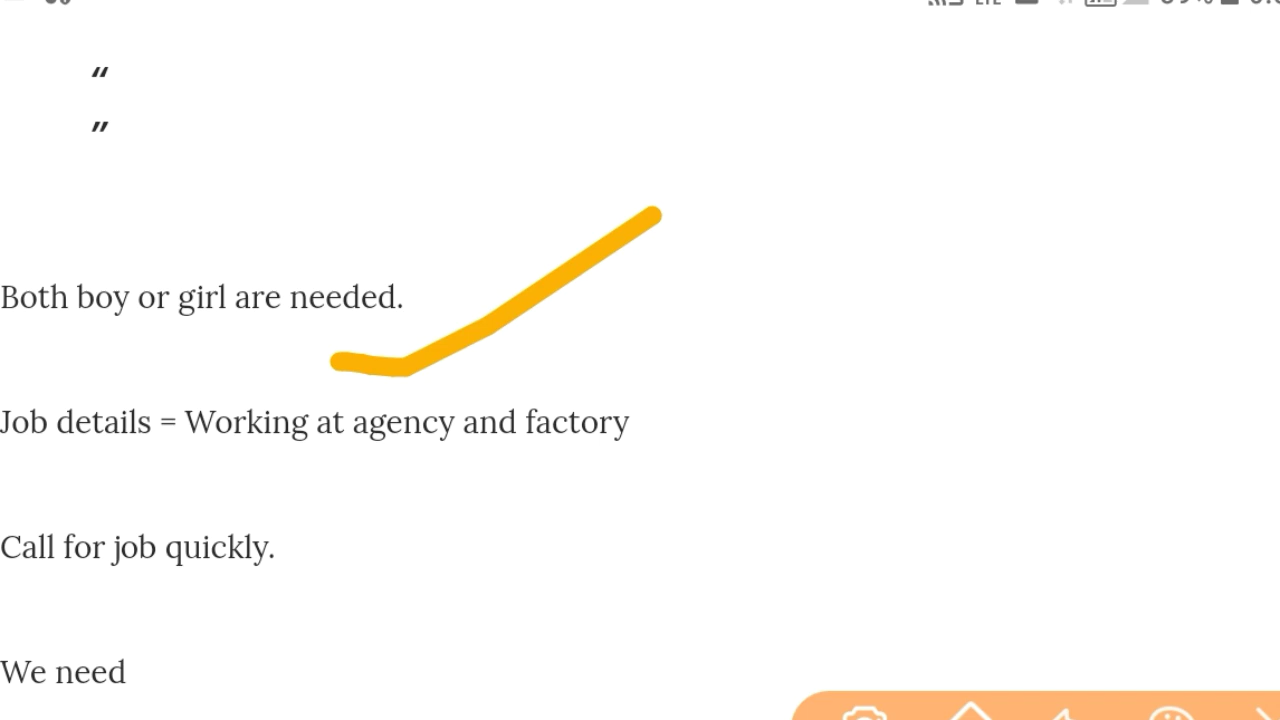 “
”
Both boy or girl are needed.
Job details = Working at agency and factory
Call for job quickly.
We need